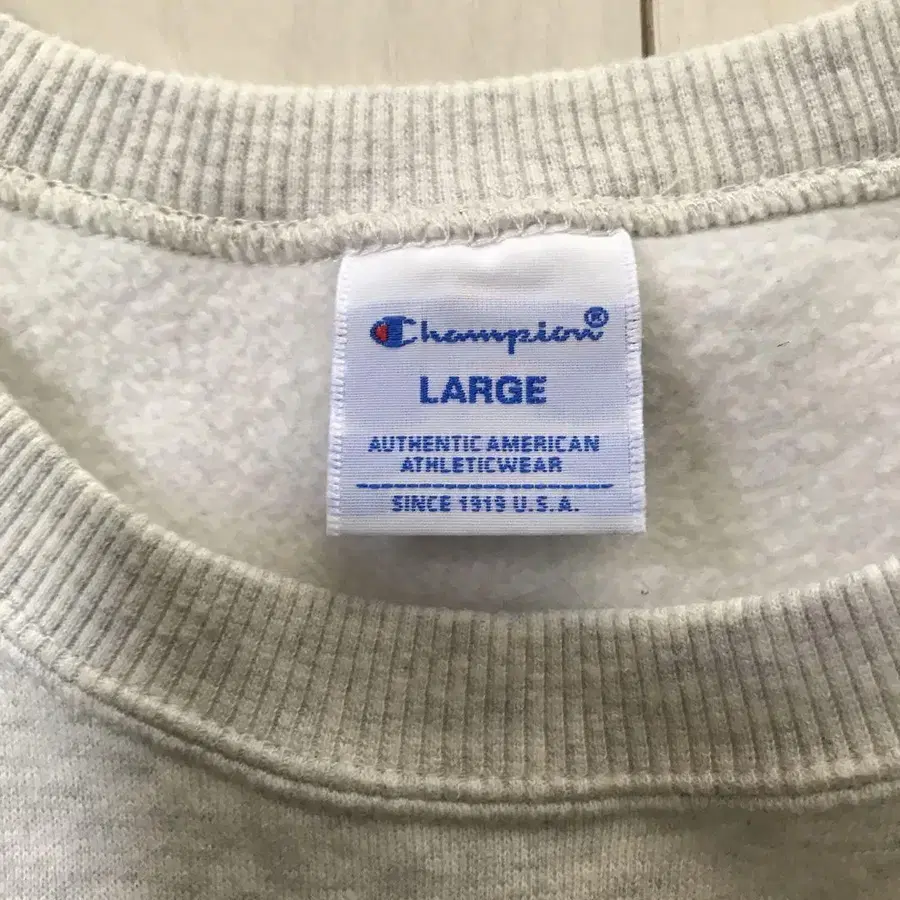 Champion®
LARGE
AUTHENTIC AMERICAN
ATHLETICWEAR
SINCE 1919 U.S.A.